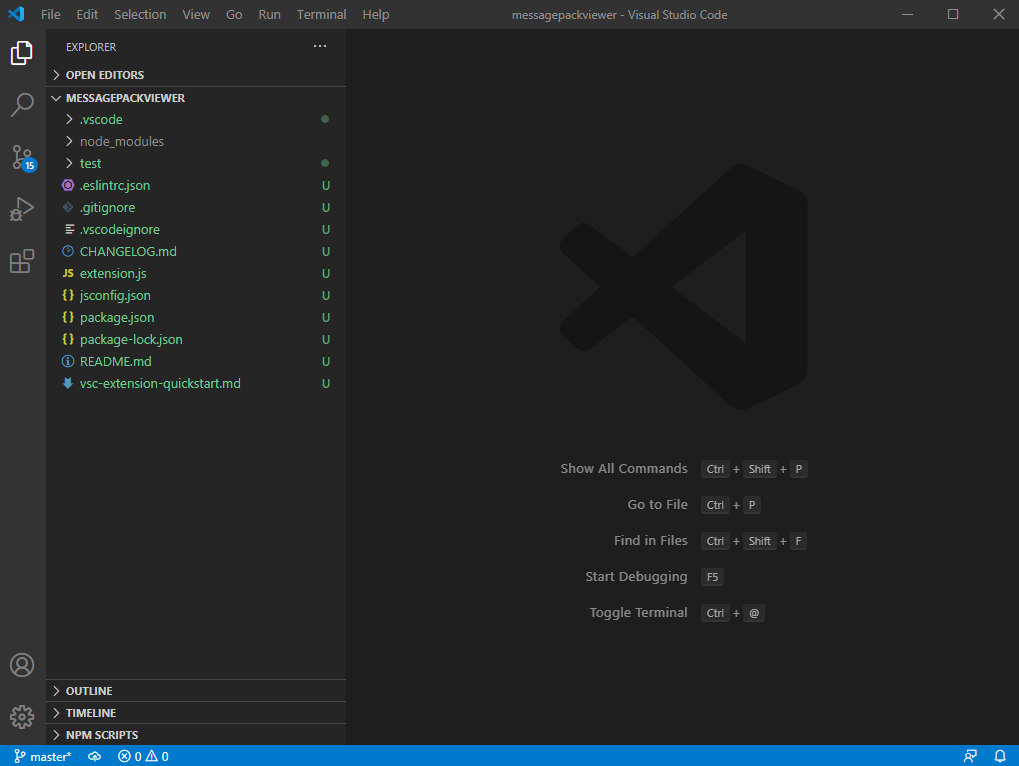 File Edit Selection View Go Run Terminal Help messagepackviewer - Visual Studio Code
EXPLORER
OPEN EDITORS
MESSAGEPACKVIEWER
.vscode
node_modules
test
.eslintrc.json U
.gitignore U
.vscodeignore U
CHANGELOG.md U
JS extension.js U
{} jsconfig.json U
{} package.json U
{} package-lock.json U
README.md U
vsc-extension-quickstart.md U
15
Show All Commands Ctrl + Shift + P
Go to File Ctrl + P
Find in Files Ctrl + Shift + F
Start Debugging F5
Toggle Terminal Ctrl + @
OUTLINE
TIMELINE
NPM SCRIPTS
master* 0 0